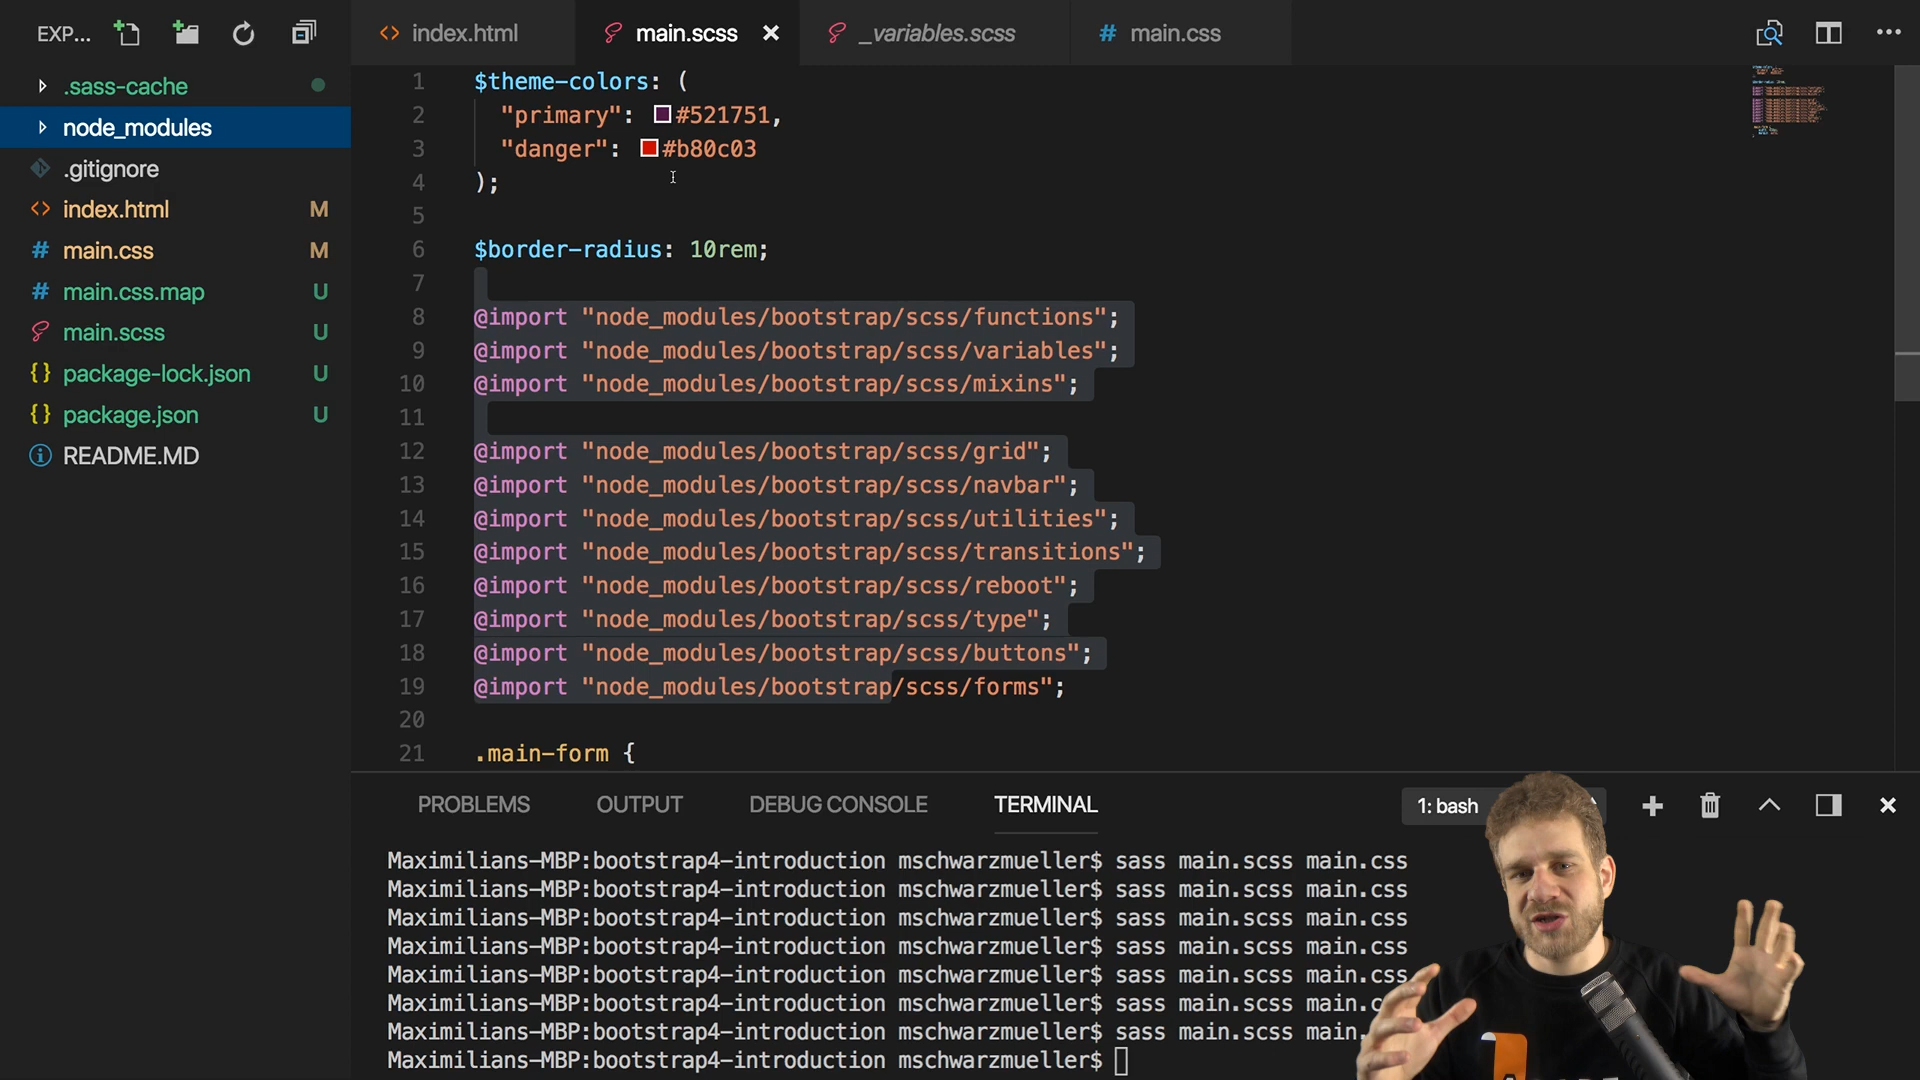 EXP...
index.html
main.scss
_variables.scss
# main.css
.sass-cache
node_modules
.gitignore
<> index.html M
# main.css M
# main.css.map U
main.scss U
{} package-lock.json U
{} package.json U
README.MD
1 $theme-colors: (
2 "primary": #521751,
3 "danger": #b80c03
4 );
5
6 $border-radius: 10rem;
7
8 @import "node_modules/bootstrap/scss/functions";
9 @import "node_modules/bootstrap/scss/variables";
10 @import "node_modules/bootstrap/scss/mixins";
11
12 @import "node_modules/bootstrap/scss/grid";
13 @import "node_modules/bootstrap/scss/navbar";
14 @import "node_modules/bootstrap/scss/utilities";
15 @import "node_modules/bootstrap/scss/transitions";
16 @import "node_modules/bootstrap/scss/reboot";
17 @import "node_modules/bootstrap/scss/type";
18 @import "node_modules/bootstrap/scss/buttons";
19 @import "node_modules/bootstrap/scss/forms";
20
21 .main-form {
PROBLEMS OUTPUT DEBUG CONSOLE TERMINAL 1: bash
Maximilians-MBP:bootstrap4-introduction mschwarzmueller$ sass main.scss main.css
Maximilians-MBP:bootstrap4-introduction mschwarzmueller$ sass main.scss main.css
Maximilians-MBP:bootstrap4-introduction mschwarzmueller$ sass main.scss main.css
Maximilians-MBP:bootstrap4-introduction mschwarzmueller$ sass main.scss main.css
Maximilians-MBP:bootstrap4-introduction mschwarzmueller$ sass main.scss main.css
Maximilians-MBP:bootstrap4-introduction mschwarzmueller$ sass main.scss main.c
Maximilians-MBP:bootstrap4-introduction mschwarzmueller$ sass main.scss main.
Maximilians-MBP:bootstrap4-introduction mschwarzmueller$